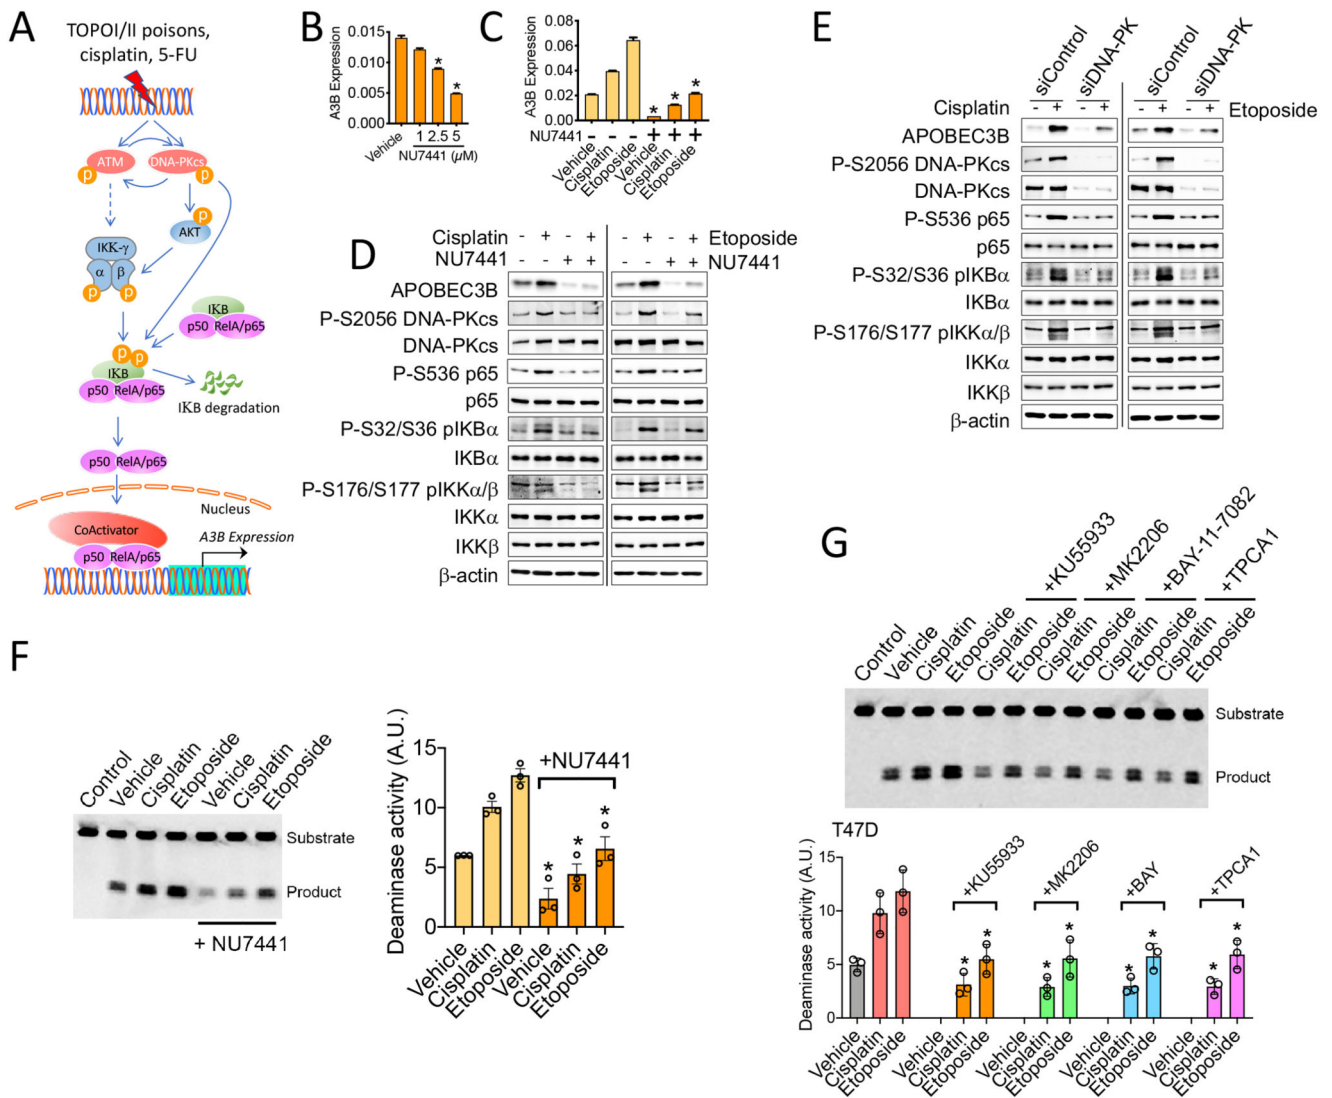 A
TOPOI/II poisons,
cisplatin, 5-FU
ATM
DNA-PKcs
p
p
p
AKT
IKK-γ
α
β
p
p
IKB
p50 RelA/p65
p
p
IKB
p50 RelA/p65
IKB degradation
p50 RelA/p65
Nucleus
CoActivator
A3B Expression
p50 RelA/p65
B
A3B Expression
0.015
0.010
0.005
0.000
Vehicle
1 2.5 5
NU7441 (µM)
* *
C
A3B Expression
0.08
0.06
0.04
0.02
0.00
* * *
NU7441 - - - + + +
Vehicle
Cisplatin
Etoposide
Vehicle
Cisplatin
Etoposide
D
Cisplatin - + - + - + - + Etoposide
NU7441 - - + + - - + + NU7441
APOBEC3B
P-S2056 DNA-PKcs
DNA-PKcs
P-S536 p65
p65
P-S32/S36 pIKBα
IKBα
P-S176/S177 pIKKα/β
IKKα
IKKβ
β-actin
E
siControl
siDNA-PK
siControl
siDNA-PK
Cisplatin - + - + - + - + Etoposide
APOBEC3B
P-S2056 DNA-PKcs
DNA-PKcs
P-S536 p65
p65
P-S32/S36 pIKBα
IKBα
P-S176/S177 pIKKα/β
IKKα
IKKβ
β-actin
F
Control
Vehicle
Cisplatin
Etoposide
Vehicle
Cisplatin
Etoposide
Substrate
Product
+ NU7441
Deaminase activity (A.U.)
15
10
5
0
+NU7441
* * *
Vehicle
Cisplatin
Etoposide
Vehicle
Cisplatin
Etoposide
G
+KU55933
+MK2206
+BAY-11-7082
+TPCA1
Control
Vehicle
Cisplatin
Etoposide
Cisplatin
Etoposide
Cisplatin
Etoposide
Cisplatin
Etoposide
Cisplatin
Etoposide
Substrate
Product
T47D
Deaminase activity (A.U.)
15
10
5
0
+KU55933
+MK2206
+BAY
+TPCA1
* * * * * * * *
Vehicle
Cisplatin
Etoposide
Vehicle
Cisplatin
Etoposide
Vehicle
Cisplatin
Etoposide
Vehicle
Cisplatin
Etoposide
Vehicle
Cisplatin
Etoposide